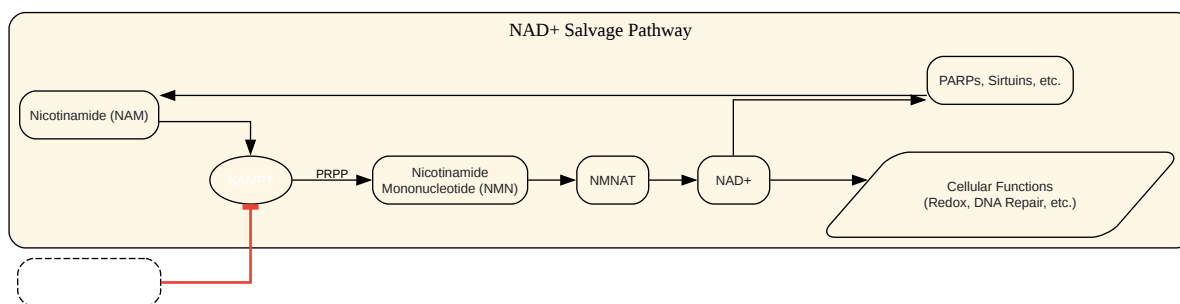 NAD+ Salvage Pathway
PARPs, Sirtuins, etc.
Nicotinamide (NAM)
NAMPT
PRPP
Nicotinamide
Mononucleotide (NMN)
NMNAT
NAD+
Cellular Functions
(Redox, DNA Repair, etc.)